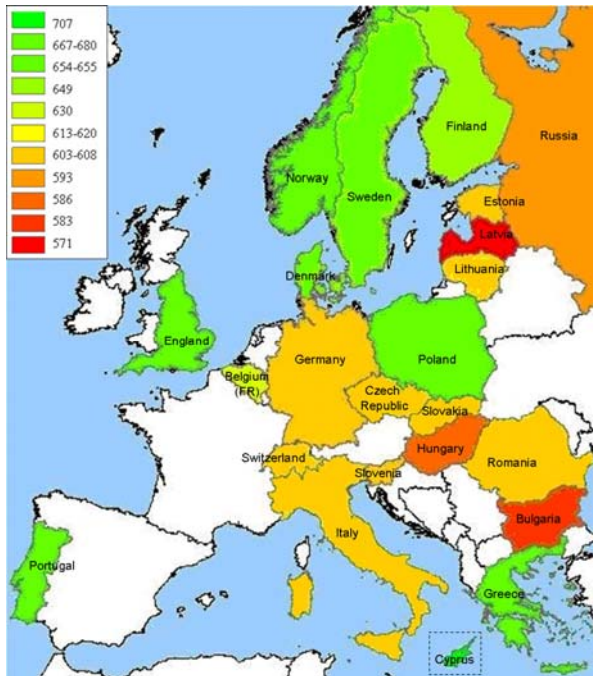 707
667-680
654-655
649
630
613-620
603-608
593
586
583
571
Finland
Russia
Norway
Sweden
Estonia
Latvia
Lithuania
Denmark
England
Germany
Poland
Belgium
(FR)
Czech
Republic
Slovakia
Hungary
Switzerland
Slovenia
Romania
Bulgaria
Italy
Portugal
Greece
Cyprus